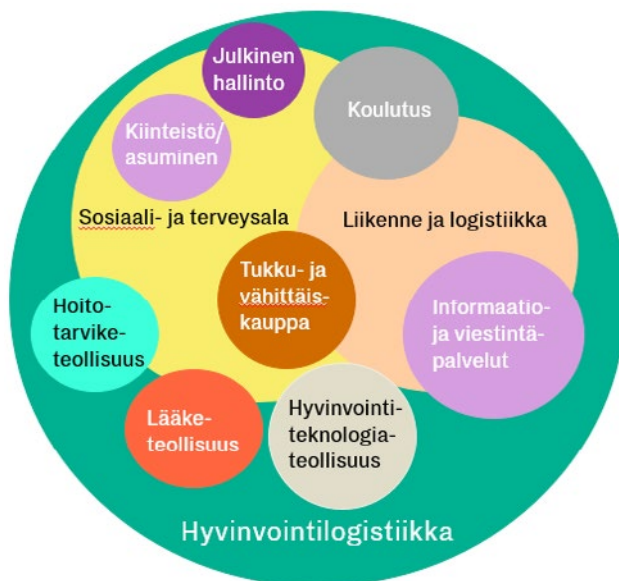 Julkinen
hallinto
Koulutus
Kiinteistö/
asuminen
Sosiaali- ja terveysala
Liikenne ja logistiikka
Tukku- ja
vähittäis-
kauppa
Hoito-
tarvike-
teollisuus
Informaatio-
ja viestintä-
palvelut
Lääke-
teollisuus
Hyvinvointi-
teknologia-
teollisuus
Hyvinvointilogistiikka